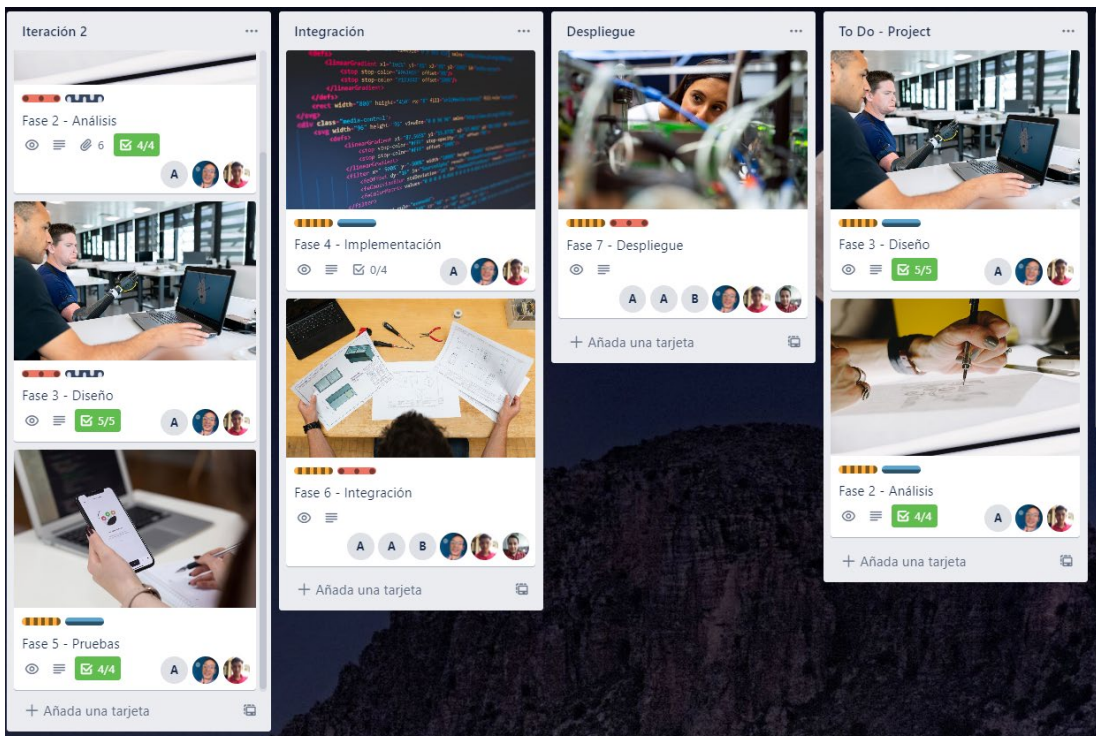 Iteración 2
Fase 2 - Análisis
6
4/4
A
Fase 3 - Diseño
5/5
A
Fase 5 - Pruebas
4/4
A
+ Añada una tarjeta
Integración
Fase 4 - Implementación
0/4
A
Fase 6 - Integración
A A B
+ Añada una tarjeta
Despliegue
Fase 7 - Despliegue
A A B
+ Añada una tarjeta
To Do - Project
Fase 3 - Diseño
5/5
A
Fase 2 - Análisis
4/4
A
+ Añada una tarjeta